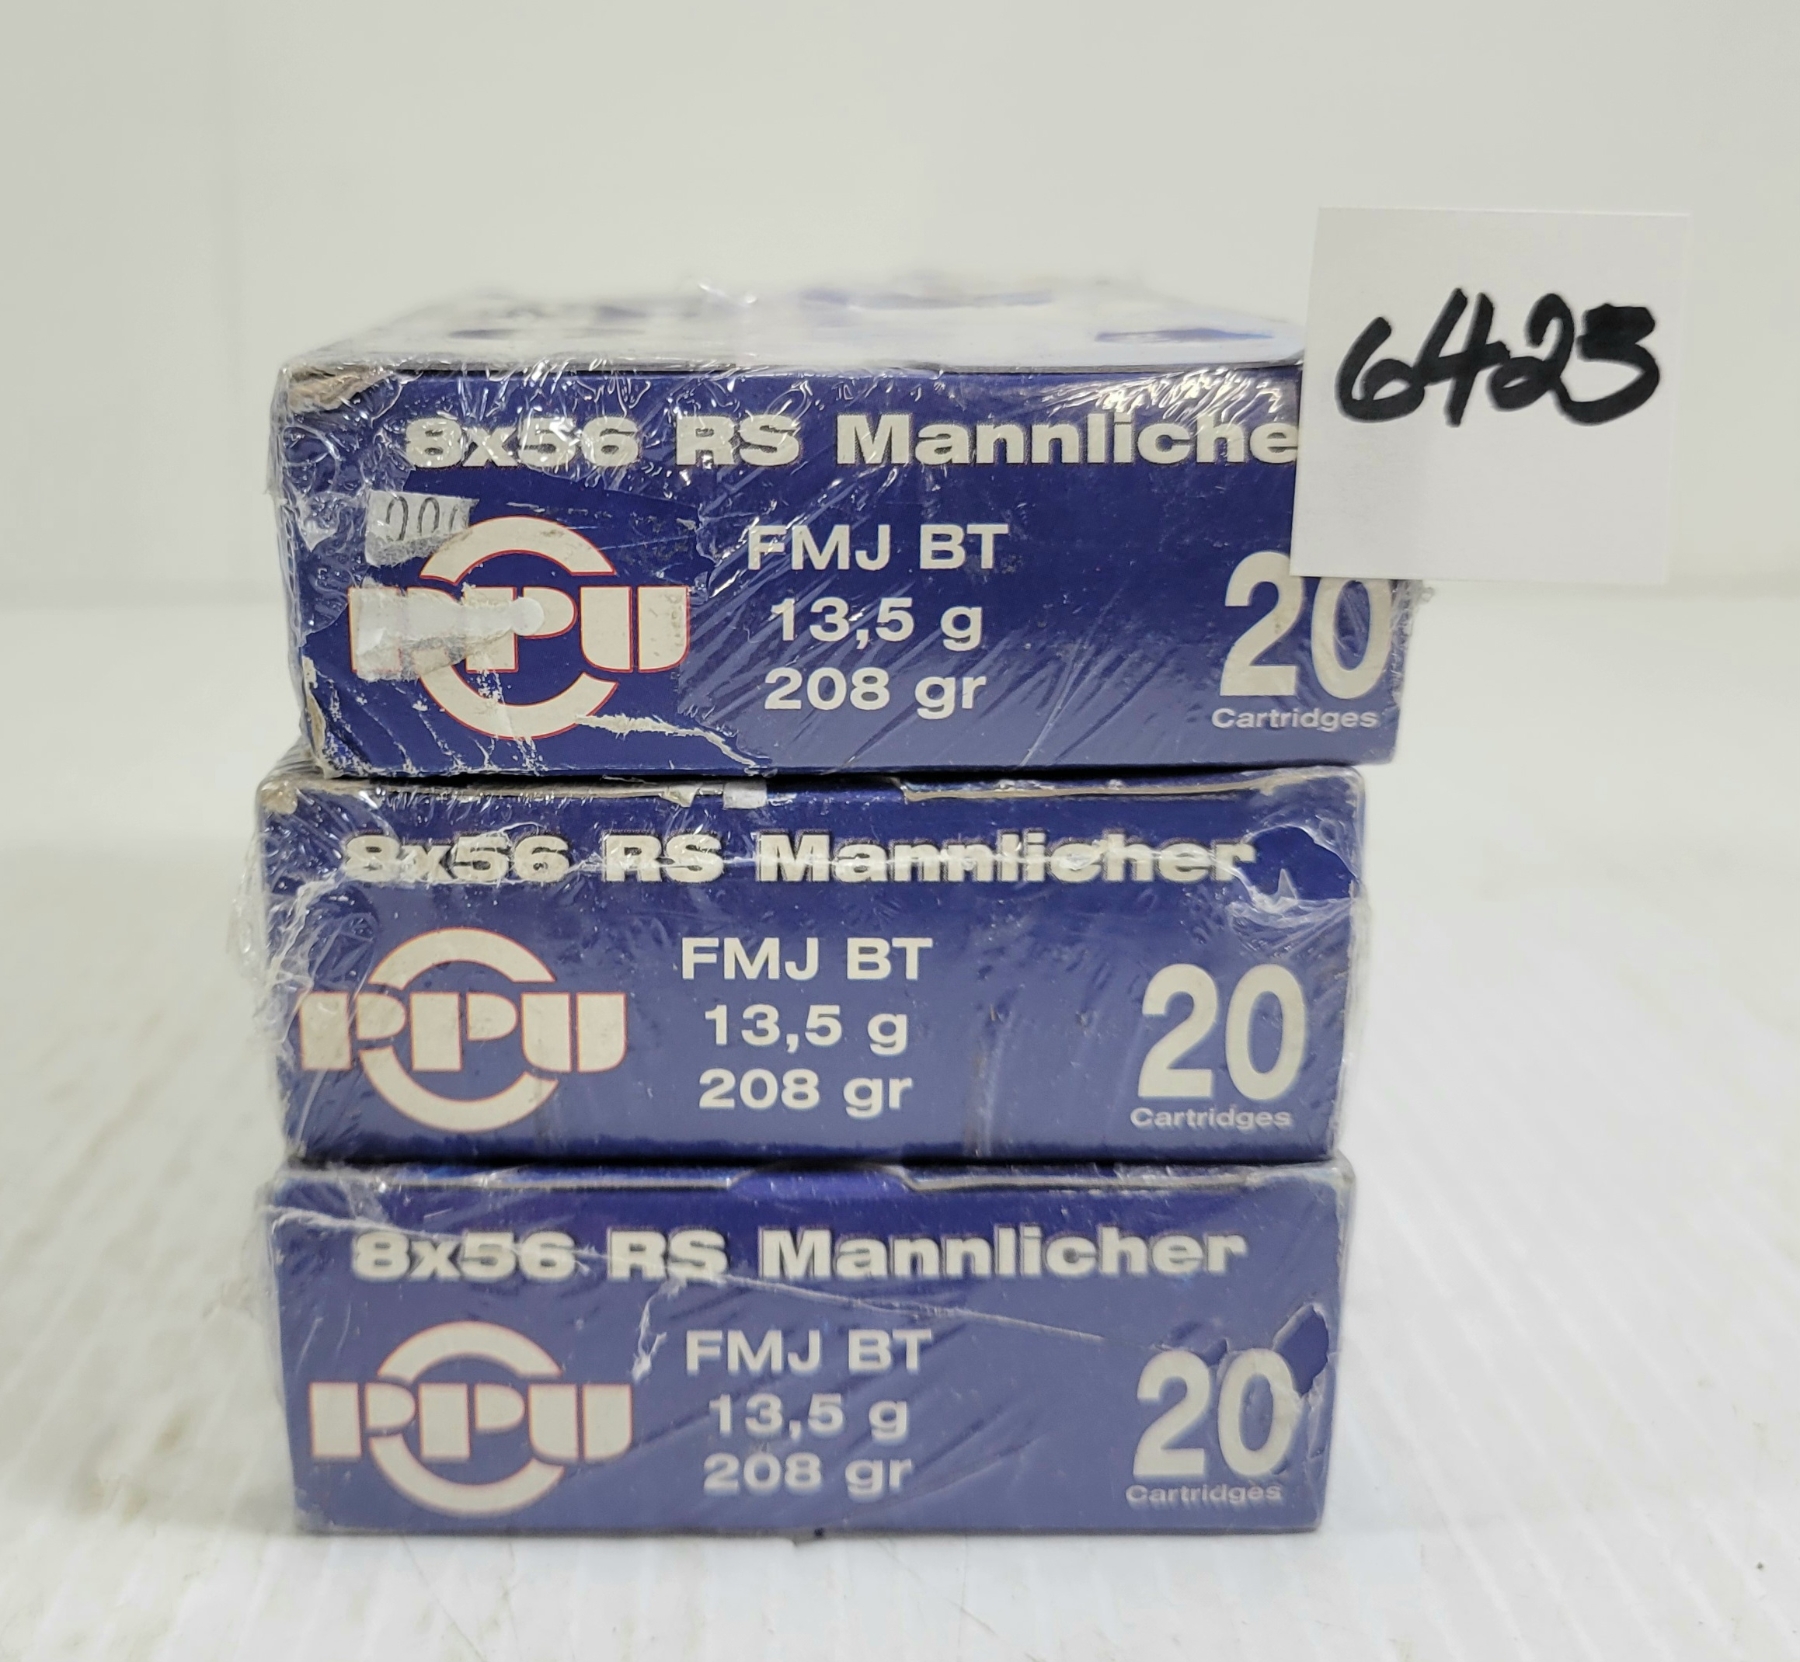 6423
8x56 RS Mannliche
PPU
FMJ BT
13,5 g
208 gr
20
Cartridges
8x56 RS Mannlicher
PPU
FMJ BT
13,5 g
208 gr
20
Cartridges
8x56 RS Mannlicher
PPU
FMJ BT
13,5 g
208 gr
20
Cartridges